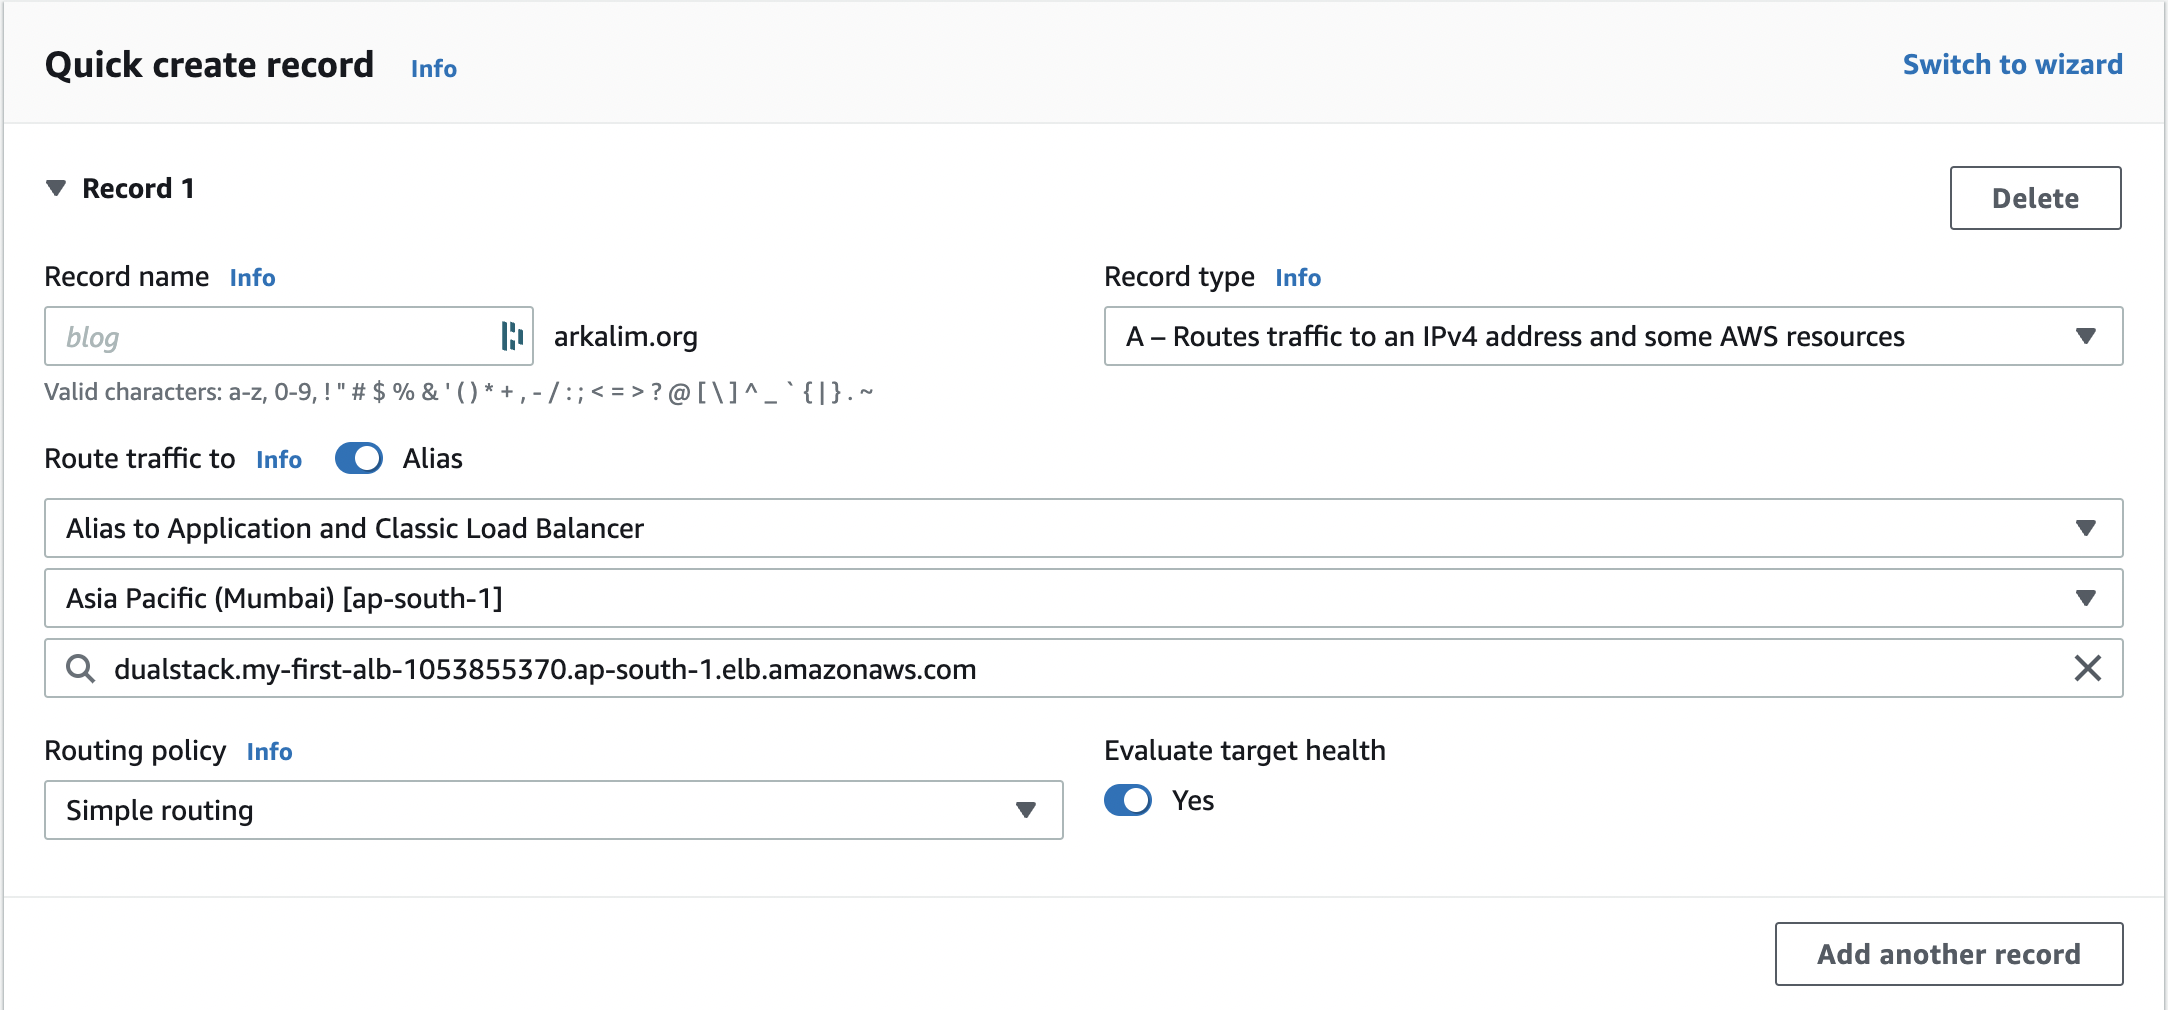 Quick create record Info Switch to wizard
Record 1 Delete
Record name Info Record type Info
blog arkalim.org A – Routes traffic to an IPv4 address and some AWS resources
Valid characters: a-z, 0-9, ! " # $ % & ' ( ) * + , - / : ; < = > ? @ [ \ ] ^ _ ` { | } . ~
Route traffic to Info Alias
Alias to Application and Classic Load Balancer
Asia Pacific (Mumbai) [ap-south-1]
dualstack.my-first-alb-1053855370.ap-south-1.elb.amazonaws.com
Routing policy Info Evaluate target health
Simple routing Yes
Add another record